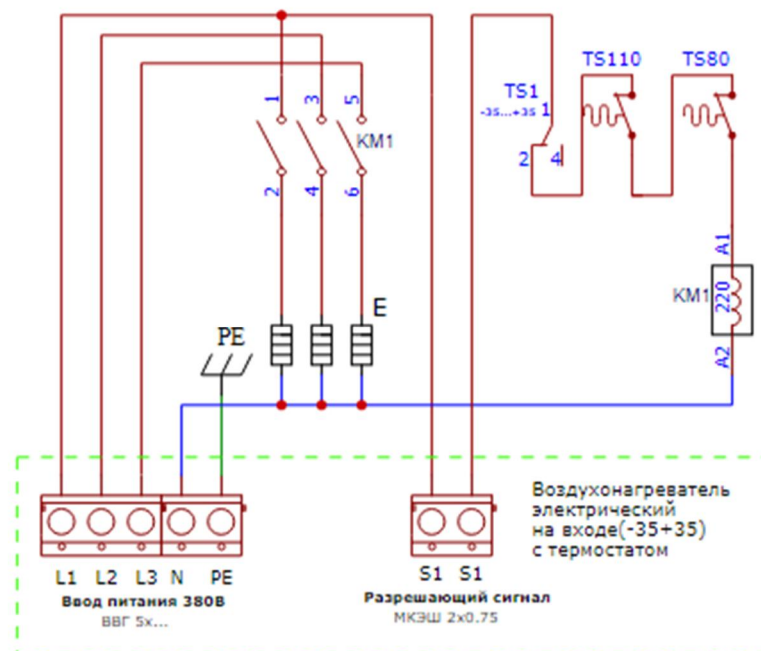 TS110
TS80
TS1
-35...+35
1
2
4
1
3
5
KM1
2
4
6
A1
KM1
220
A2
E
PE
Воздухонагреватель
электрический
на входе(-35+35)
с термостатом
L1 L2 L3 N PE
S1 S1
Ввод питания 380В
ВВГ 5х...
Разрешающий сигнал
МКЭШ 2х0.75